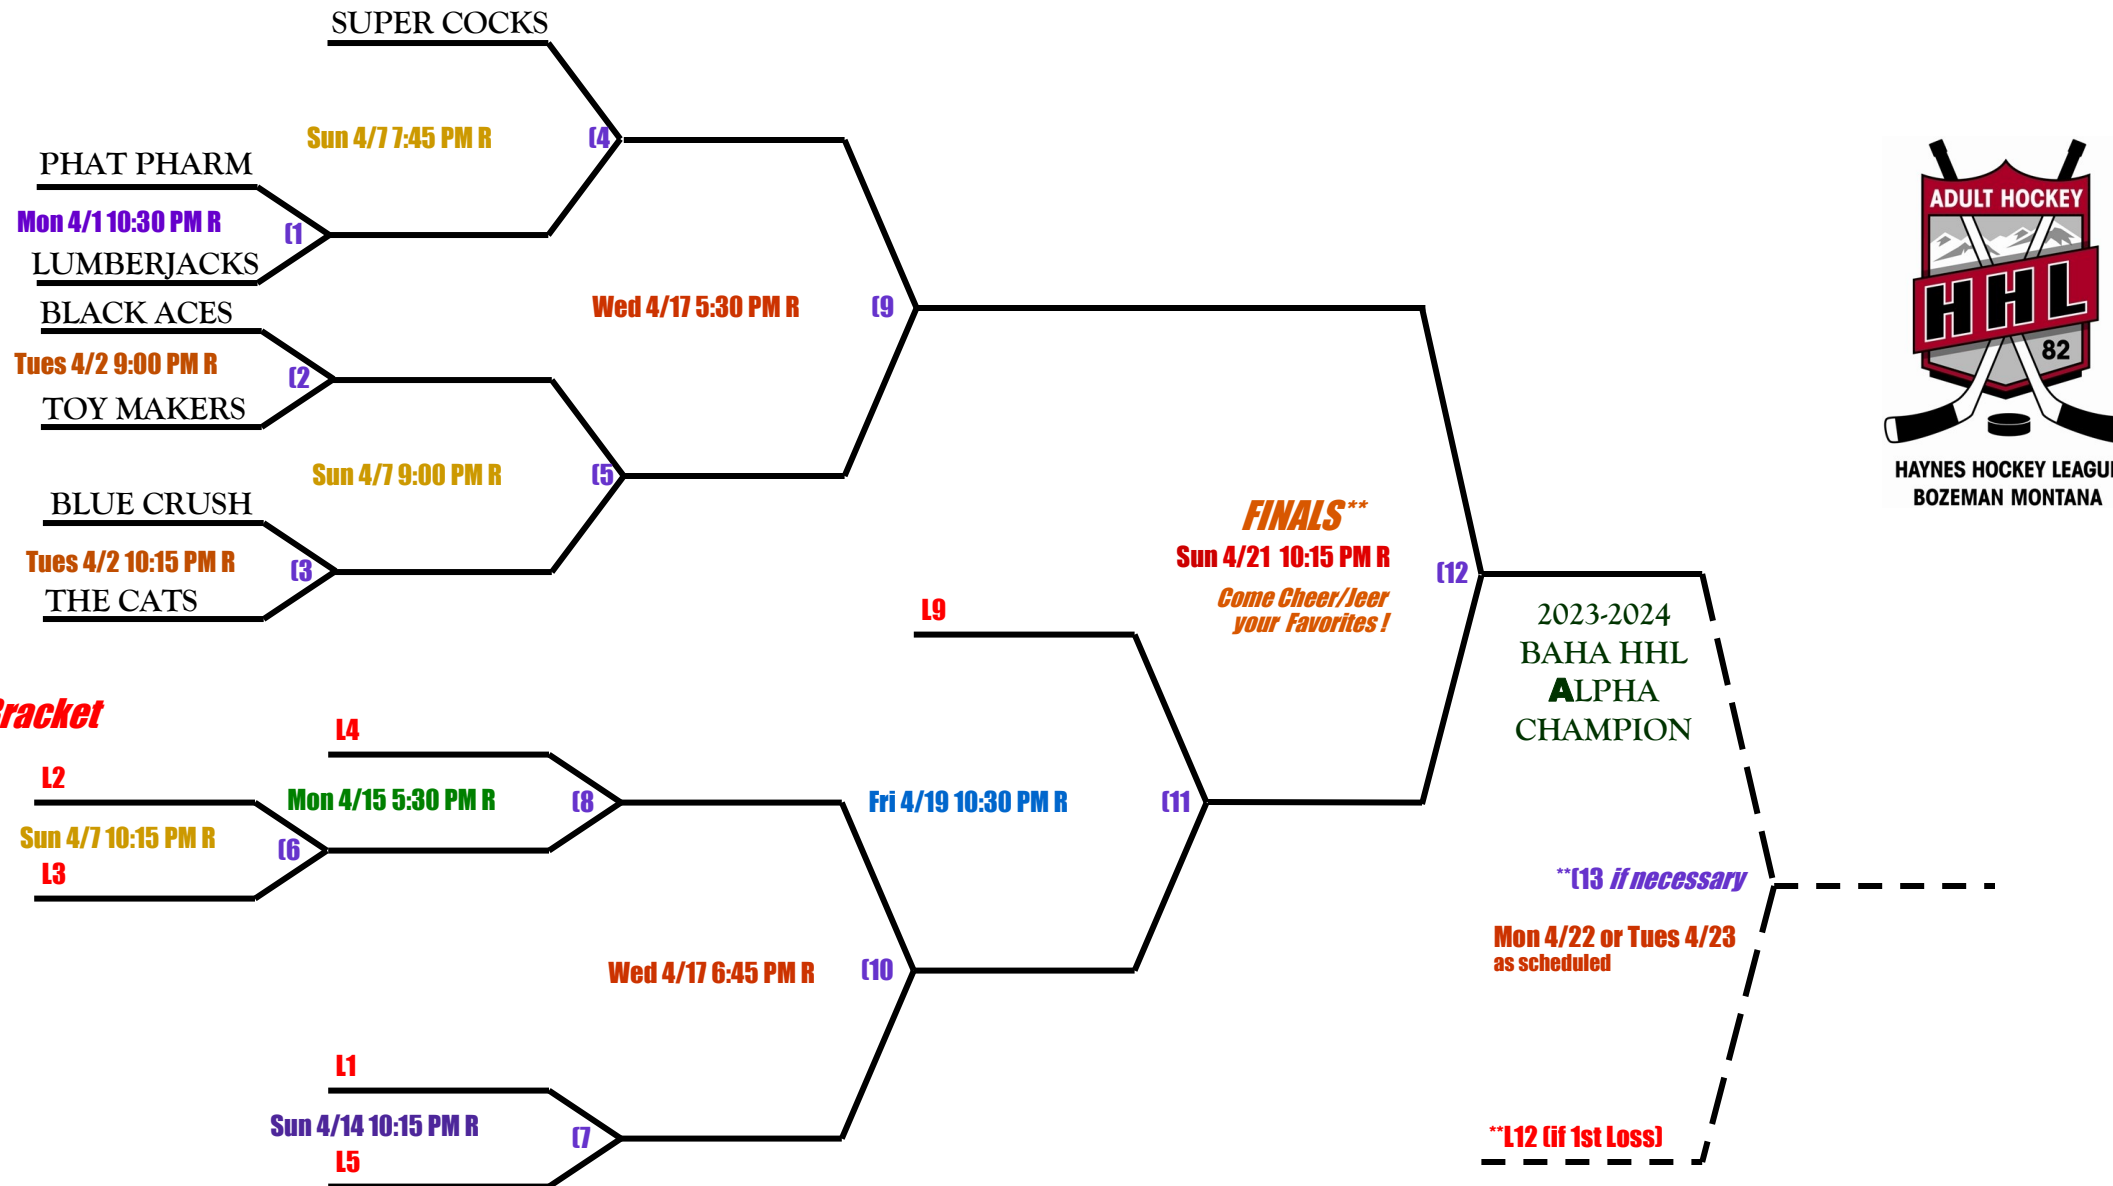 SUPER COCKS
Sun 4/7 7:45 PM R
(4
PHAT PHARM
Mon 4/1 10:30 PM R
(1
LUMBERJACKS
BLACK ACES
Tues 4/2 9:00 PM R
(2
TOY MAKERS
Wed 4/17 5:30 PM R
(9
Sun 4/7 9:00 PM R
(5
BLUE CRUSH
Tues 4/2 10:15 PM R
(3
THE CATS
ADULT HOCKEY
HHL
82
HAYNES HOCKEY LEAGU
BOZEMAN MONTANA
FINALS**
Sun 4/21 10:15 PM R
(12
Come Cheer/Jeer
your Favorites !
2023-2024
BAHA HHL
ALPHA
CHAMPION
L9
racket
L4
L2
Mon 4/15 5:30 PM R
(8
Sun 4/7 10:15 PM R
(6
L3
Fri 4/19 10:30 PM R
(11
**(13 if necessary
Mon 4/22 or Tues 4/23
as scheduled
Wed 4/17 6:45 PM R
(10
L1
Sun 4/14 10:15 PM R
(7
L5
**L12 (if 1st Loss)